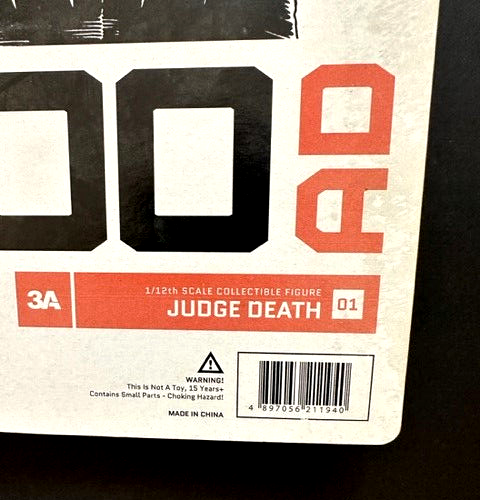 00
AD
3A
1/12th SCALE COLLECTIBLE FIGURE
JUDGE DEATH
01
WARNING!
This Is Not A Toy, 15 Years+
Contains Small Parts - Choking Hazard!
MADE IN CHINA
4 897056 211940